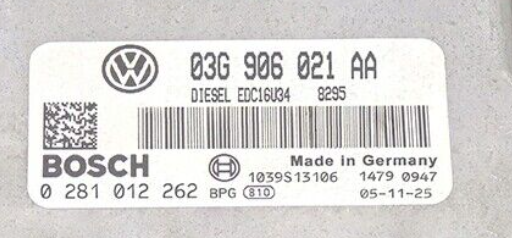 03G 906 021 AA
DIESEL EDC16U34 8295
BOSCH
Made in Germany
1039S13106 1479 0947
0 281 012 262 BPG 810 05-11-25